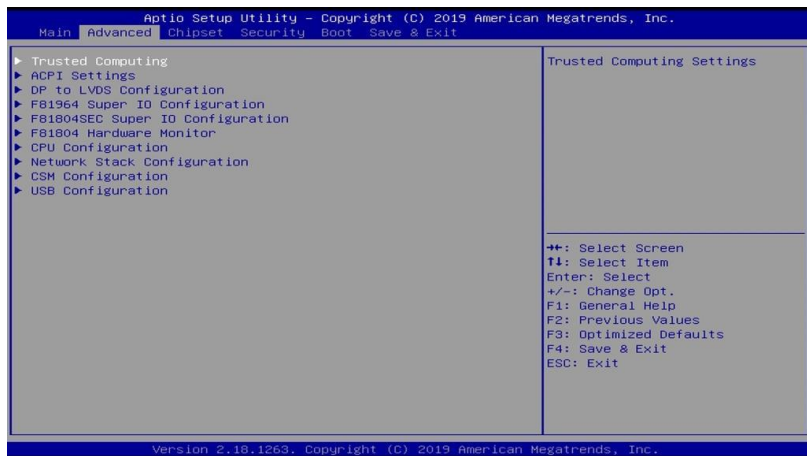 Aptio Setup Utility – Copyright (C) 2019 American Megatrends, Inc.
Main Advanced Chipset Security Boot Save & Exit
▶ Trusted Computing
▶ ACPI Settings
▶ DP to LVDS Configuration
▶ F81964 Super IO Configuration
▶ F81804SEC Super IO Configuration
▶ F81804 Hardware Monitor
▶ CPU Configuration
▶ Network Stack Configuration
▶ CSM Configuration
▶ USB Configuration
Trusted Computing Settings
→←: Select Screen
↑↓: Select Item
Enter: Select
+/-: Change Opt.
F1: General Help
F2: Previous Values
F3: Optimized Defaults
F4: Save & Exit
ESC: Exit
Version 2.18.1263. Copyright (C) 2019 American Megatrends, Inc.